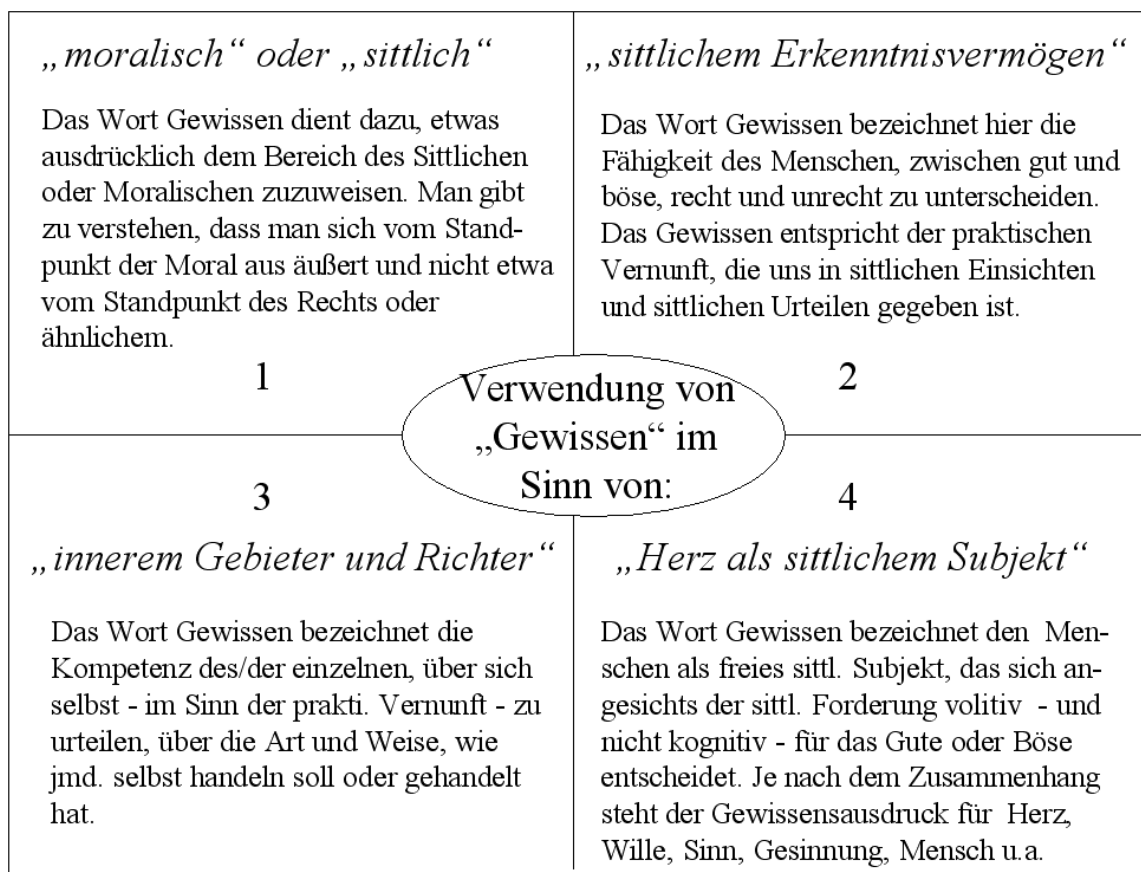 „moralisch“ oder „sittlich“
Das Wort Gewissen dient dazu, etwas
ausdrücklich dem Bereich des Sittlichen
oder Moralischen zuzuweisen. Man gibt
zu verstehen, dass man sich vom Stand-
punkt der Moral aus äußert und nicht etwa
vom Standpunkt des Rechts oder
ähnlichem.
1
„sittlichem Erkenntnisvermögen“
Das Wort Gewissen bezeichnet hier die
Fähigkeit des Menschen, zwischen gut und
böse, recht und unrecht zu unterscheiden.
Das Gewissen entspricht der praktischen
Vernunft, die uns in sittlichen Einsichten
und sittlichen Urteilen gegeben ist.
2
Verwendung von
„Gewissen“ im
Sinn von:
3
„innerem Gebieter und Richter“
Das Wort Gewissen bezeichnet die
Kompetenz des/der einzelnen, über sich
selbst - im Sinn der prakti. Vernunft - zu
urteilen, über die Art und Weise, wie
jmd. selbst handeln soll oder gehandelt
hat.
4
„Herz als sittlichem Subjekt“
Das Wort Gewissen bezeichnet den Men-
schen als freies sittl. Subjekt, das sich an-
gesichts der sittl. Forderung volitiv - und
nicht kognitiv - für das Gute oder Böse
entscheidet. Je nach dem Zusammenhang
steht der Gewissensausdruck für Herz,
Wille, Sinn, Gesinnung, Mensch u.a.